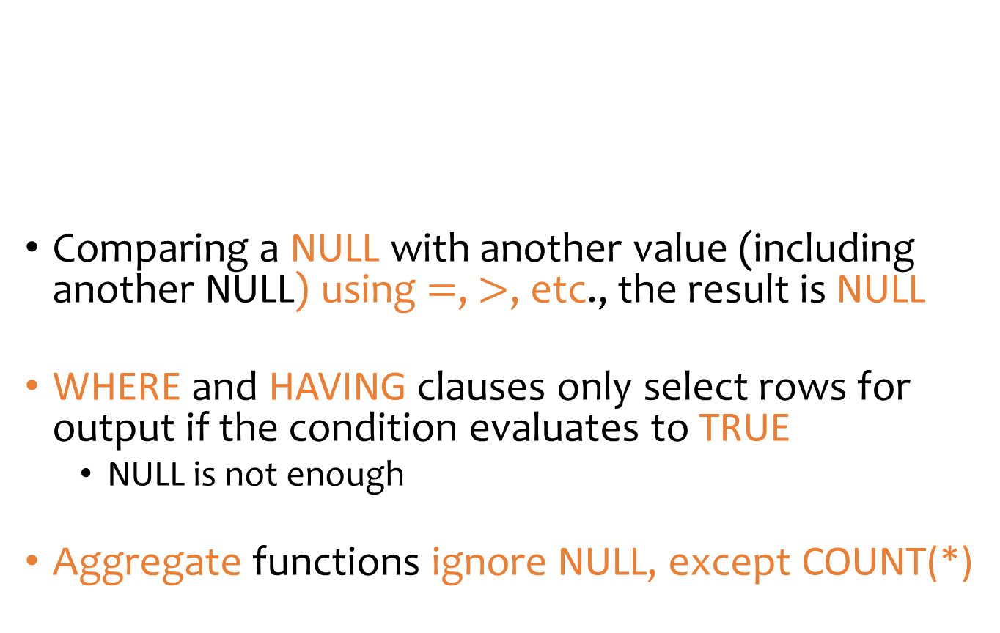 • Comparing a NULL with another value (including
another NULL) using =, >, etc., the result is NULL
• WHERE and HAVING clauses only select rows for
output if the condition evaluates to TRUE
• NULL is not enough
• Aggregate functions ignore NULL, except COUNT(*)